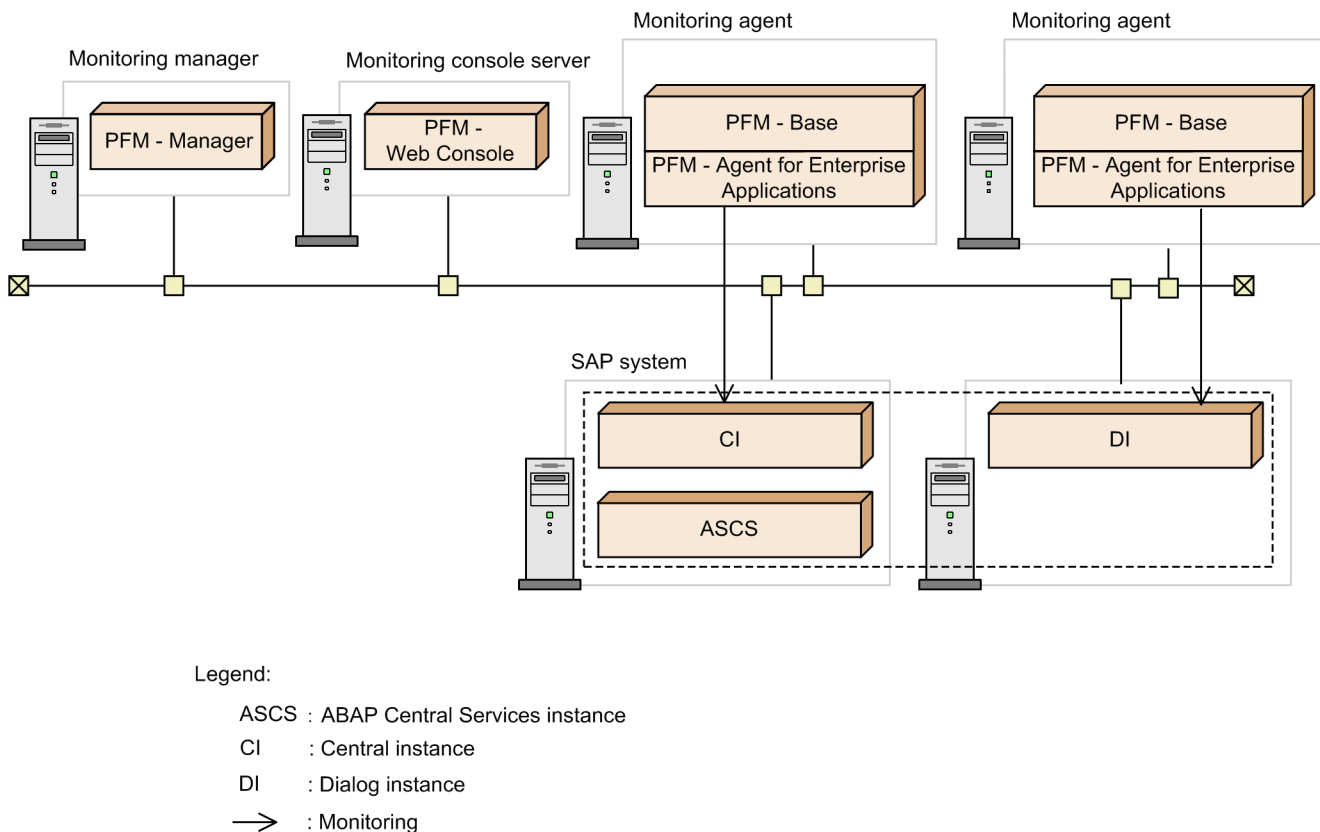 Monitoring agent
Monitoring agent
Monitoring manager
Monitoring console server
PFM - Manager
PFM -
Web Console
PFM - Base
PFM - Agent for Enterprise
Applications
PFM - Base
PFM - Agent for Enterprise
Applications
SAP system
CI
DI
ASCS
Legend:
ASCS : ABAP Central Services instance
CI : Central instance
DI : Dialog instance
: Monitoring